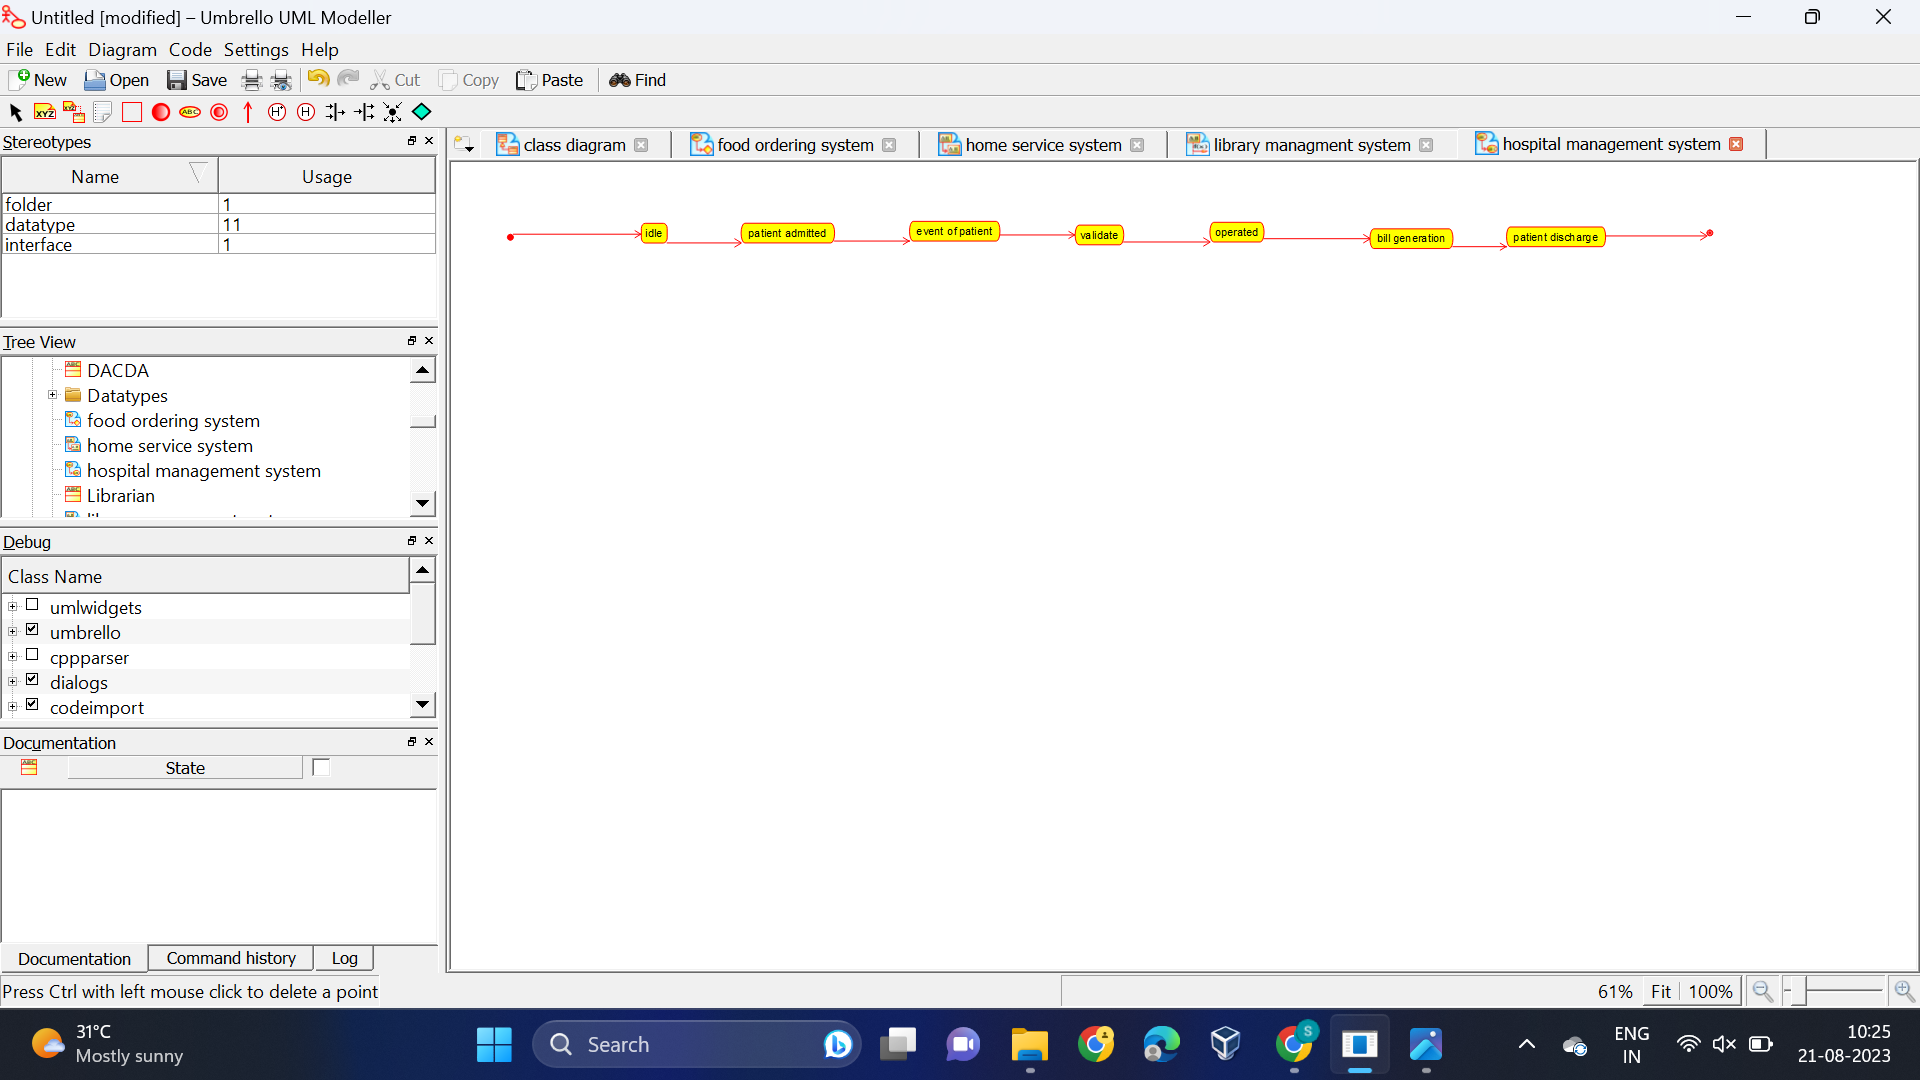 Untitled [modified] – Umbrello UML Modeller
File Edit Diagram Code Settings Help
New Open Save Cut Copy Paste Find
Stereotypes
class diagram food ordering system home service system library managment system hospital management system
Name Usage
folder 1
datatype 11
interface 1
idle patient admitted event of patient validate operated bill generation patient discharge
Tree View
DACDA
Datatypes
food ordering system
home service system
hospital management system
Librarian
Debug
Class Name
umlwidgets
umbrello
cppparser
dialogs
codeimport
Documentation
State
Documentation Command history Log
Press Ctrl with left mouse click to delete a point
61% Fit 100%
31°C
Mostly sunny
Search
S
ENG
IN
10:25
21-08-2023